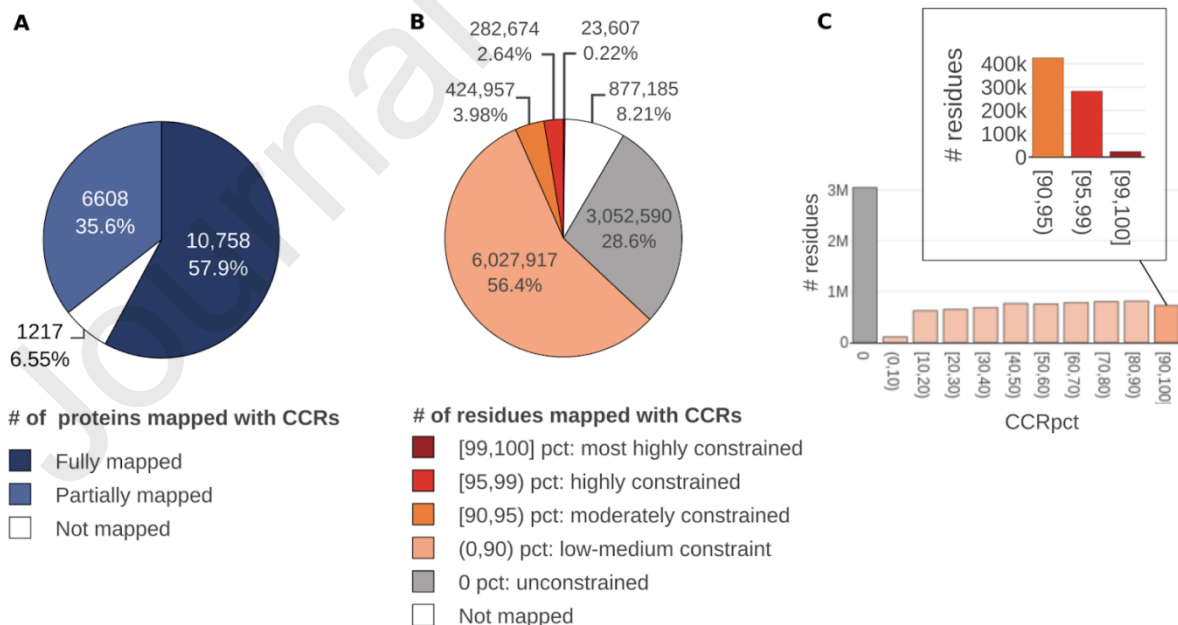 A
6608
35.6%
10,758
57.9%
1217
6.55%
# of proteins mapped with CCRs
Fully mapped
Partially mapped
Not mapped
B
282,674
2.64%
23,607
0.22%
424,957
3.98%
877,185
8.21%
3,052,590
28.6%
6,027,917
56.4%
# of residues mapped with CCRs
[99,100] pct: most highly constrained
[95,99) pct: highly constrained
[90,95) pct: moderately constrained
(0,90) pct: low-medium constraint
0 pct: unconstrained
Not mapped
C
# residues
400k
300k
200k
100k
0
[90,95)
[95,99)
[99,100]
# residues
3M
2M
1M
0
0
(0,10)
[10,20)
[20,30)
[30,40)
[40,50)
[50,60)
[60,70)
[70,80)
[80,90)
[90,100]
CCRpct
Journal